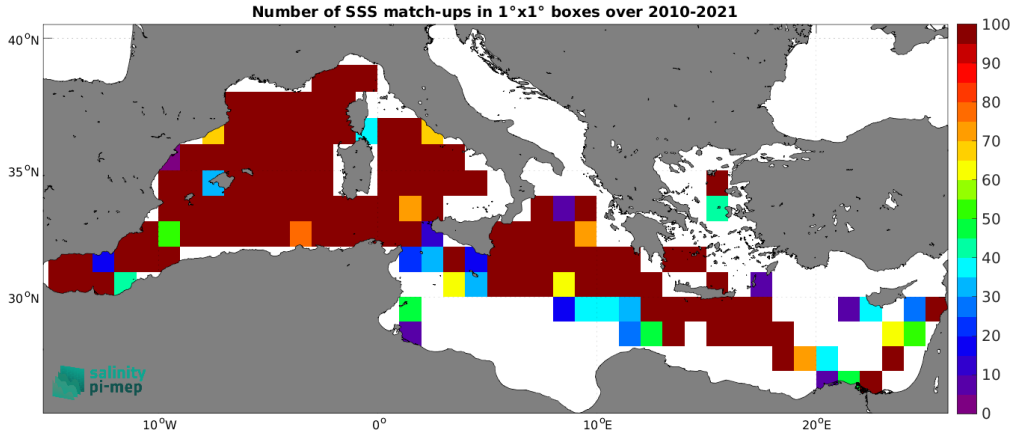 Number of SSS match-ups in 1°x1° boxes over 2010-2021
40°N
35°N
30°N
10°W
0°
10°E
20°E
100
90
80
70
60
50
40
30
20
10
0
salinity
pi-mep